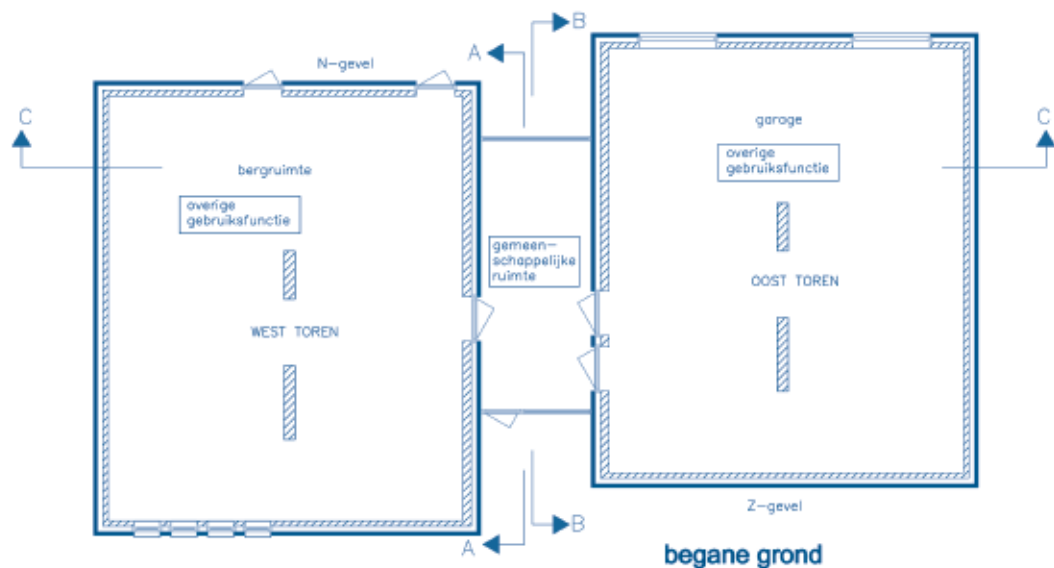 B
A
N-gevel
C
bergruimte
overige
gebruiksfunctie
WEST TOREN
gemeen-
schappelijke
ruimte
garage
overige
gebruiksfunctie
OOST TOREN
C
Z-gevel
B
A
begane grond